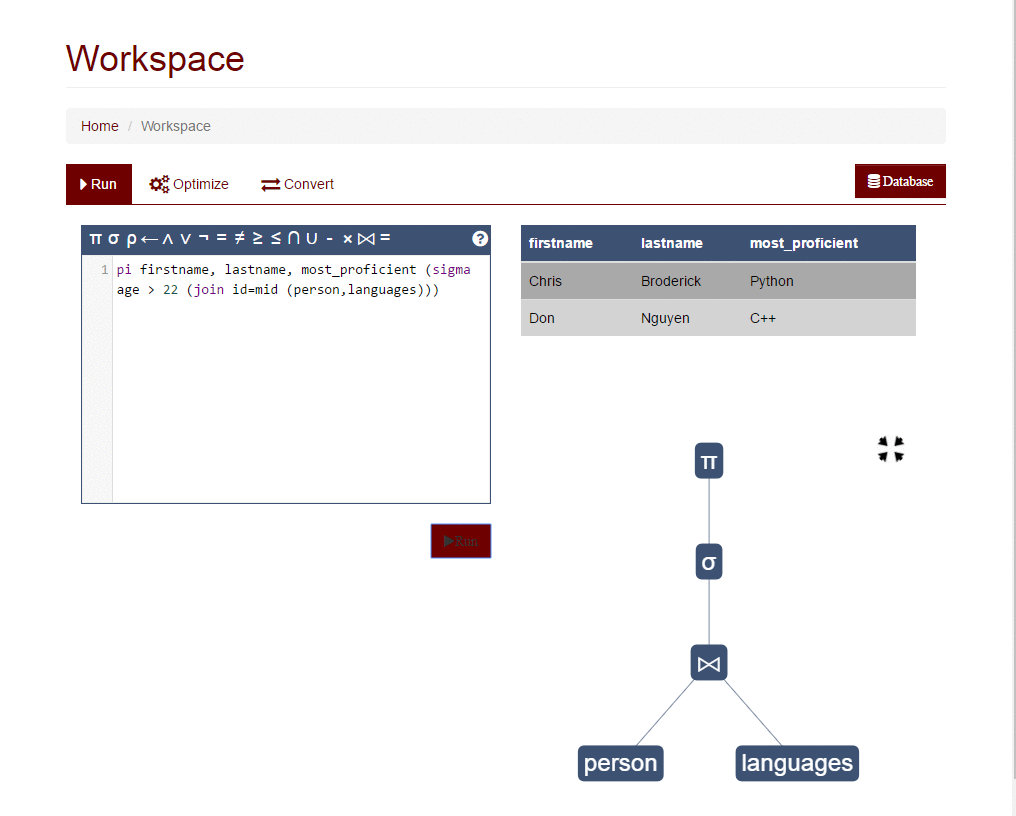 Workspace
Home / Workspace
Run Optimize Convert Database
π σ ρ ← ∧ ∨ ¬ = ≠ ≥ ≤ ∩ ∪ - × ⋈ = ?
1 pi firstname, lastname, most_proficient (sigma
age > 22 (join id=mid (person,languages)))
Run
firstname lastname most_proficient
Chris Broderick Python
Don Nguyen C++
π
σ
⋈
person languages